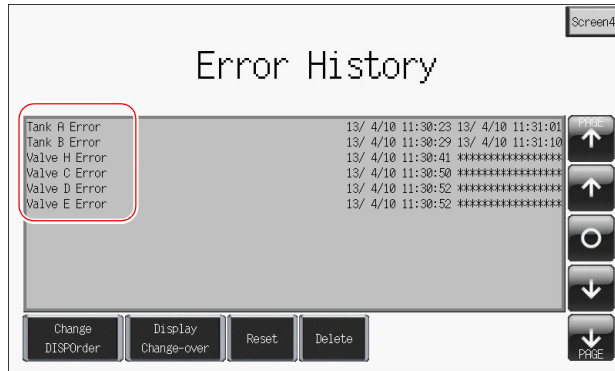 Screen4
Error History
Tank A Error 13/ 4/10 11:30:23 13/ 4/10 11:31:01
Tank B Error 13/ 4/10 11:30:29 13/ 4/10 11:31:10
Valve H Error 13/ 4/10 11:30:41 *****************
Valve C Error 13/ 4/10 11:30:50 *****************
Valve D Error 13/ 4/10 11:30:52 *****************
Valve E Error 13/ 4/10 11:30:52 *****************
PAGE
PAGE
Change
DISPOrder
Display
Change-over
Reset
Delete